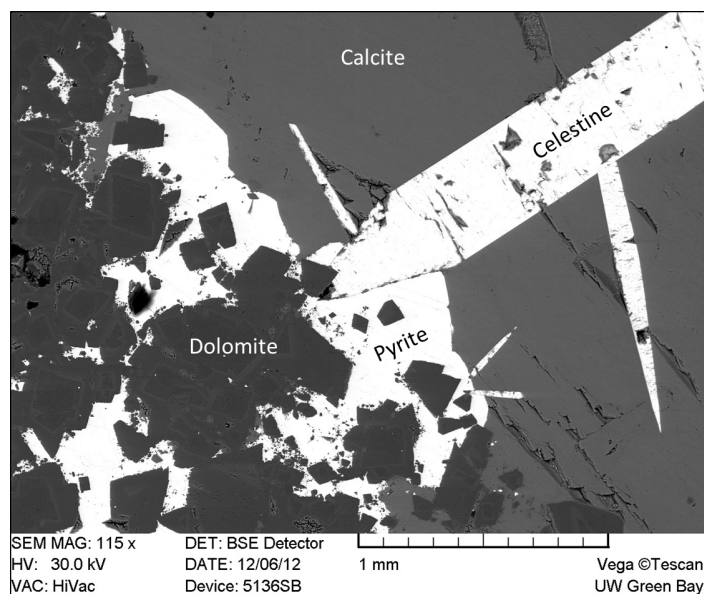 Calcite
Celestine
Dolomite
Pyrite
SEM MAG: 115 x
DET: BSE Detector
HV: 30.0 kV
DATE: 12/06/12
1 mm
Vega ©Tescan
VAC: HiVac
Device: 5136SB
UW Green Bay